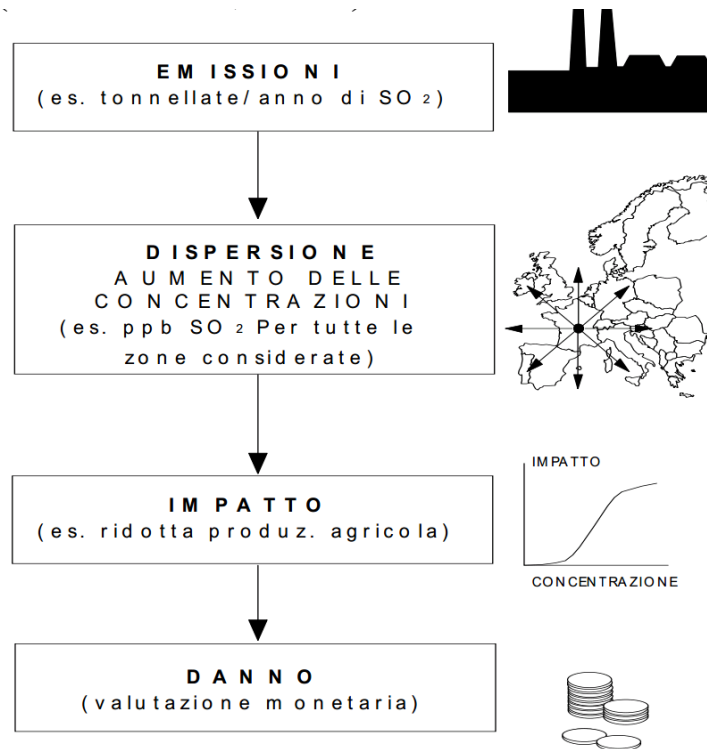 EMISSIONI
(es. tonnellate/anno di SO₂)
DISPERSIONE
AUMENTO DELLE
CONCENTRAZIONI
(es. ppb SO₂ Per tutte le
zone considerate)
IMPATTO
(es. ridotta produz. agricola)
IMPATTO
CONCENTRAZIONE
DANNO
(valutazione monetaria)